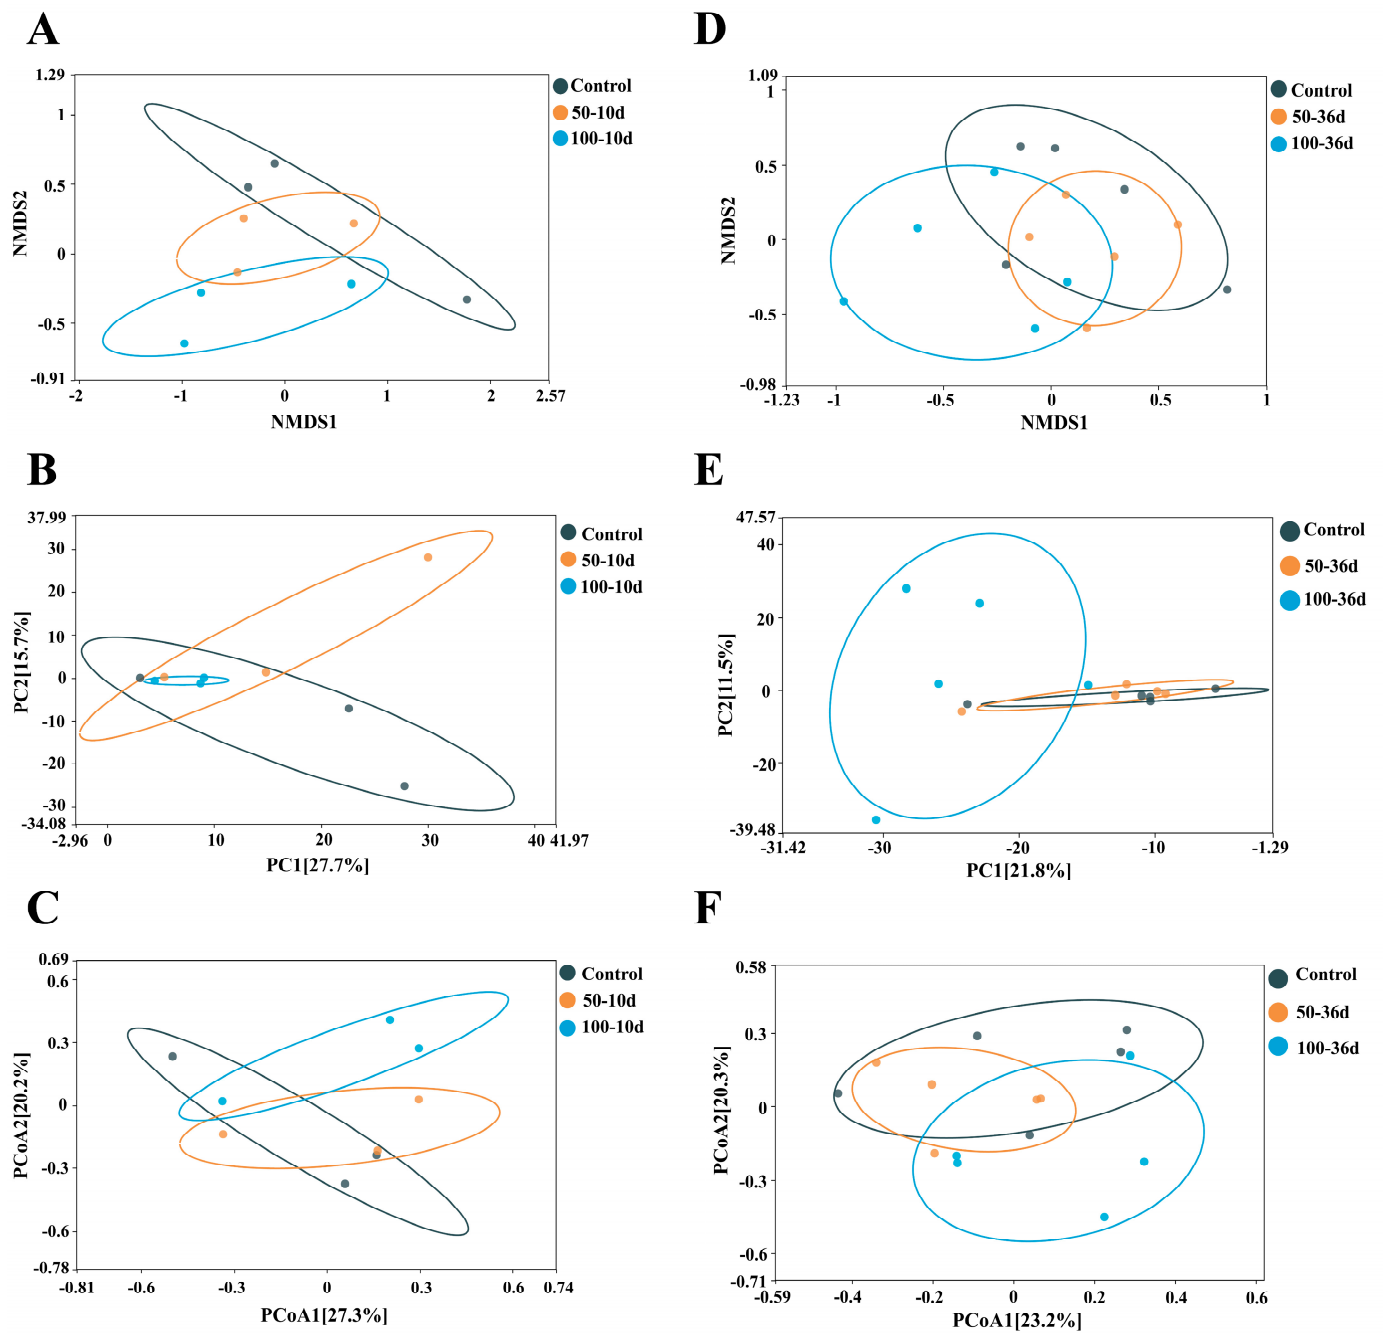 A
1.29
1
0.5
0
-0.5
-0.91
-2
-1
0
1
2
2.57
NMDS2
NMDS1
Control
50-10d
100-10d
D
1.09
1
0.5
0
-0.5
-0.98
-1.23
-1
-0.5
0
0.5
1
NMDS2
NMDS1
Control
50-36d
100-36d
B
37.99
30
20
10
0
-10
-20
-30
-34.08
-2.96
0
10
20
30
40
41.97
PC2[15.7%]
PC1[27.7%]
Control
50-10d
100-10d
E
47.57
40
20
0
-20
-39.48
-31.42
-30
-20
-10
-1.29
PC2[11.5%]
PC1[21.8%]
Control
50-36d
100-36d
C
0.69
0.6
0.3
0
-0.3
-0.6
-0.78
-0.81
-0.6
-0.3
0
0.3
0.6
0.74
PCoA2[20.2%]
PCoA1[27.3%]
Control
50-10d
100-10d
F
0.58
0.3
0
-0.3
-0.6
-0.71
-0.59
-0.4
-0.2
0
0.2
0.4
0.6
PCoA2[20.3%]
PCoA1[23.2%]
Control
50-36d
100-36d